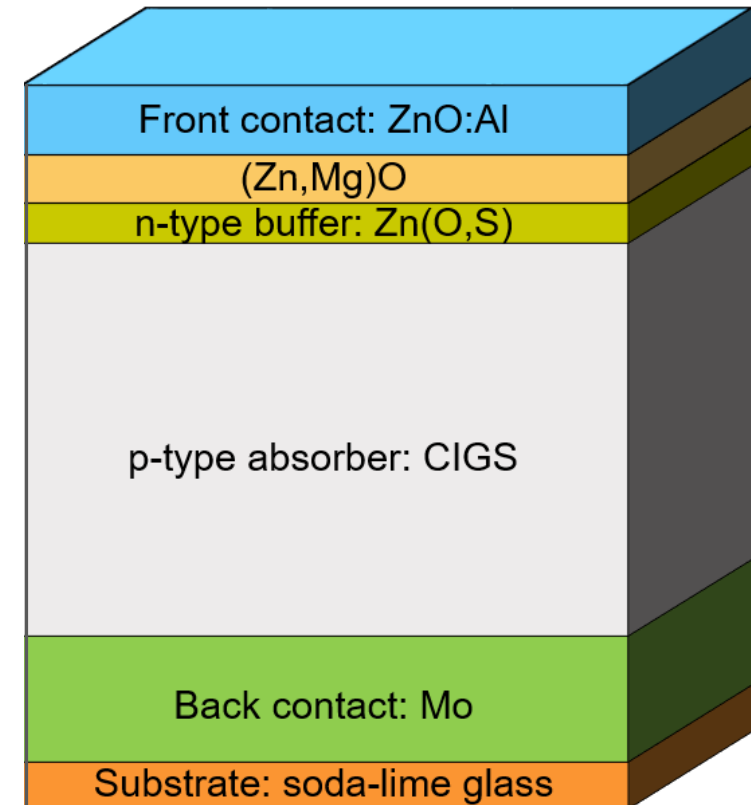 Front contact: ZnO:Al
(Zn,Mg)O
n-type buffer: Zn(O,S)
p-type absorber: CIGS
Back contact: Mo
Substrate: soda-lime glass